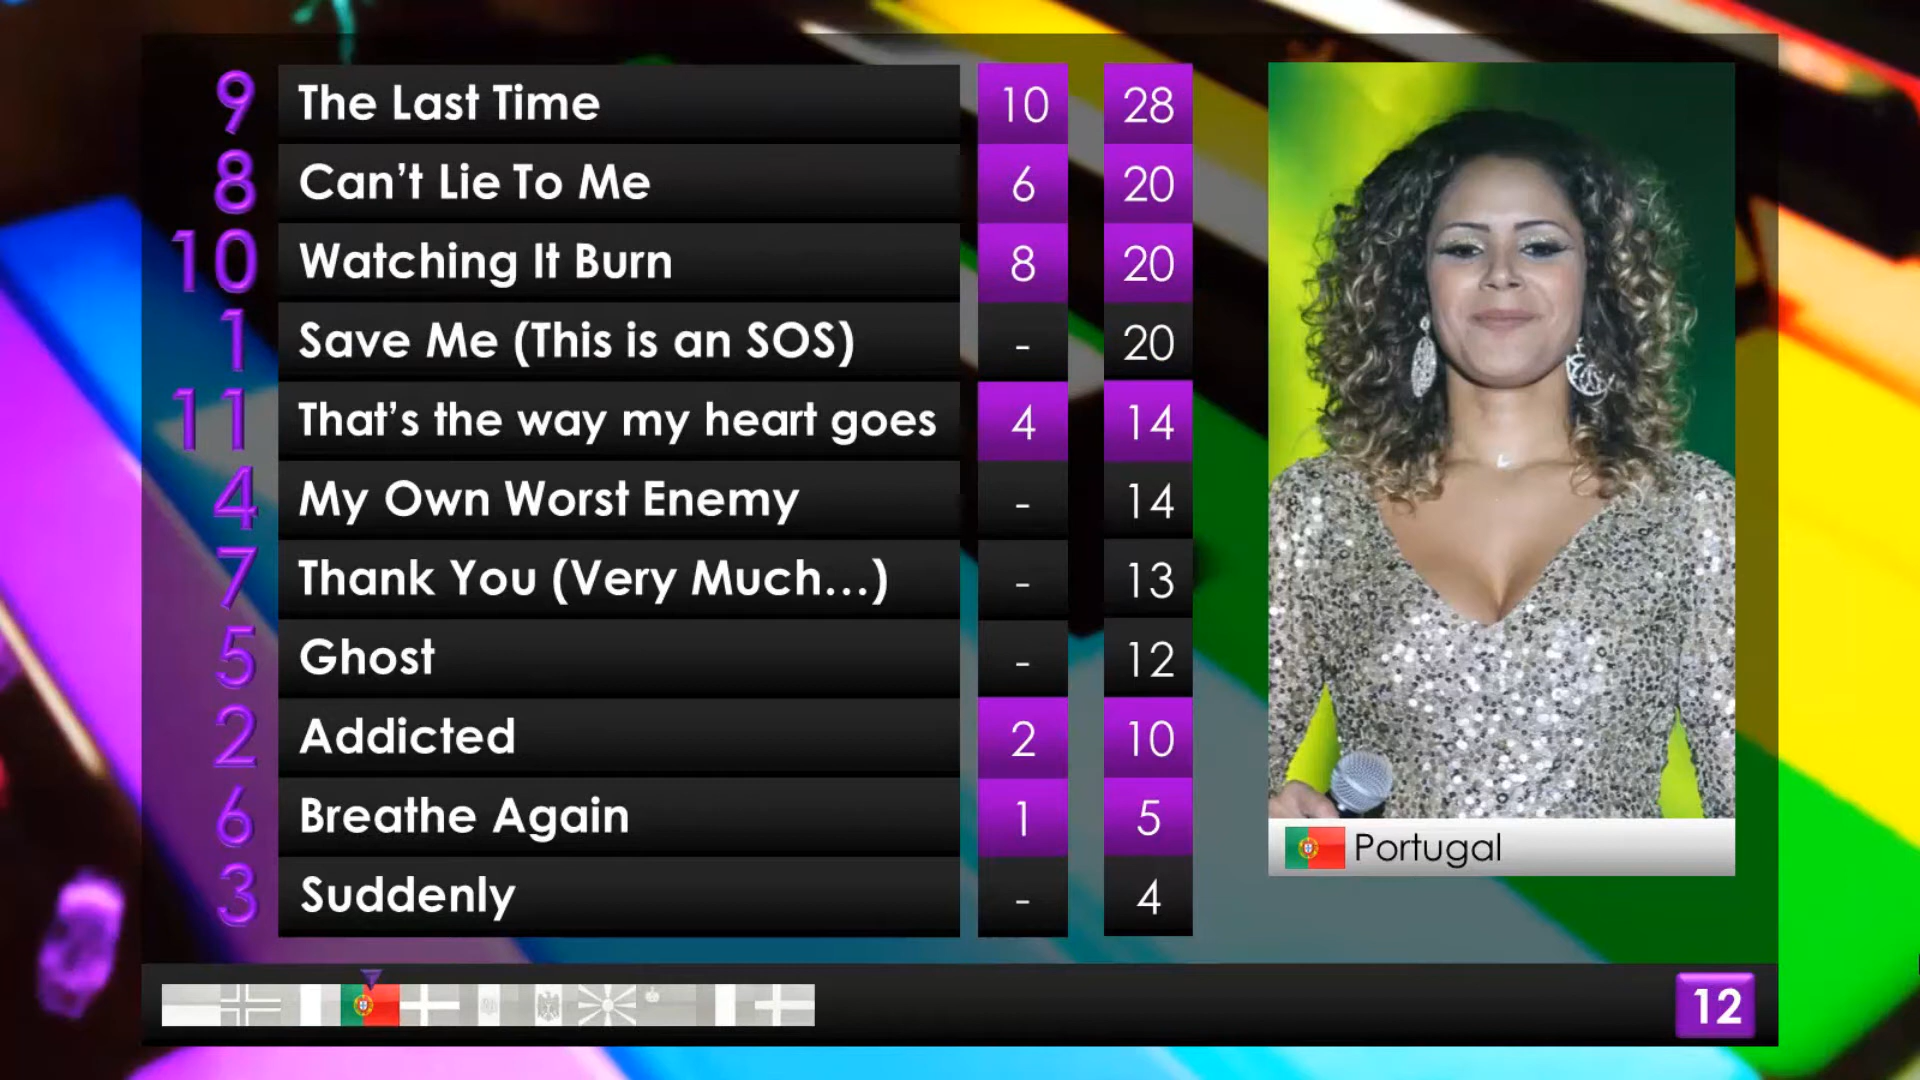 9 The Last Time 10 28
8 Can't Lie To Me 6 20
10 Watching It Burn 8 20
1 Save Me (This is an SOS) - 20
11 That's the way my heart goes 4 14
4 My Own Worst Enemy - 14
7 Thank You (Very Much...) - 13
5 Ghost - 12
2 Addicted 2 10
6 Breathe Again 1 5
3 Suddenly - 4
Portugal
12